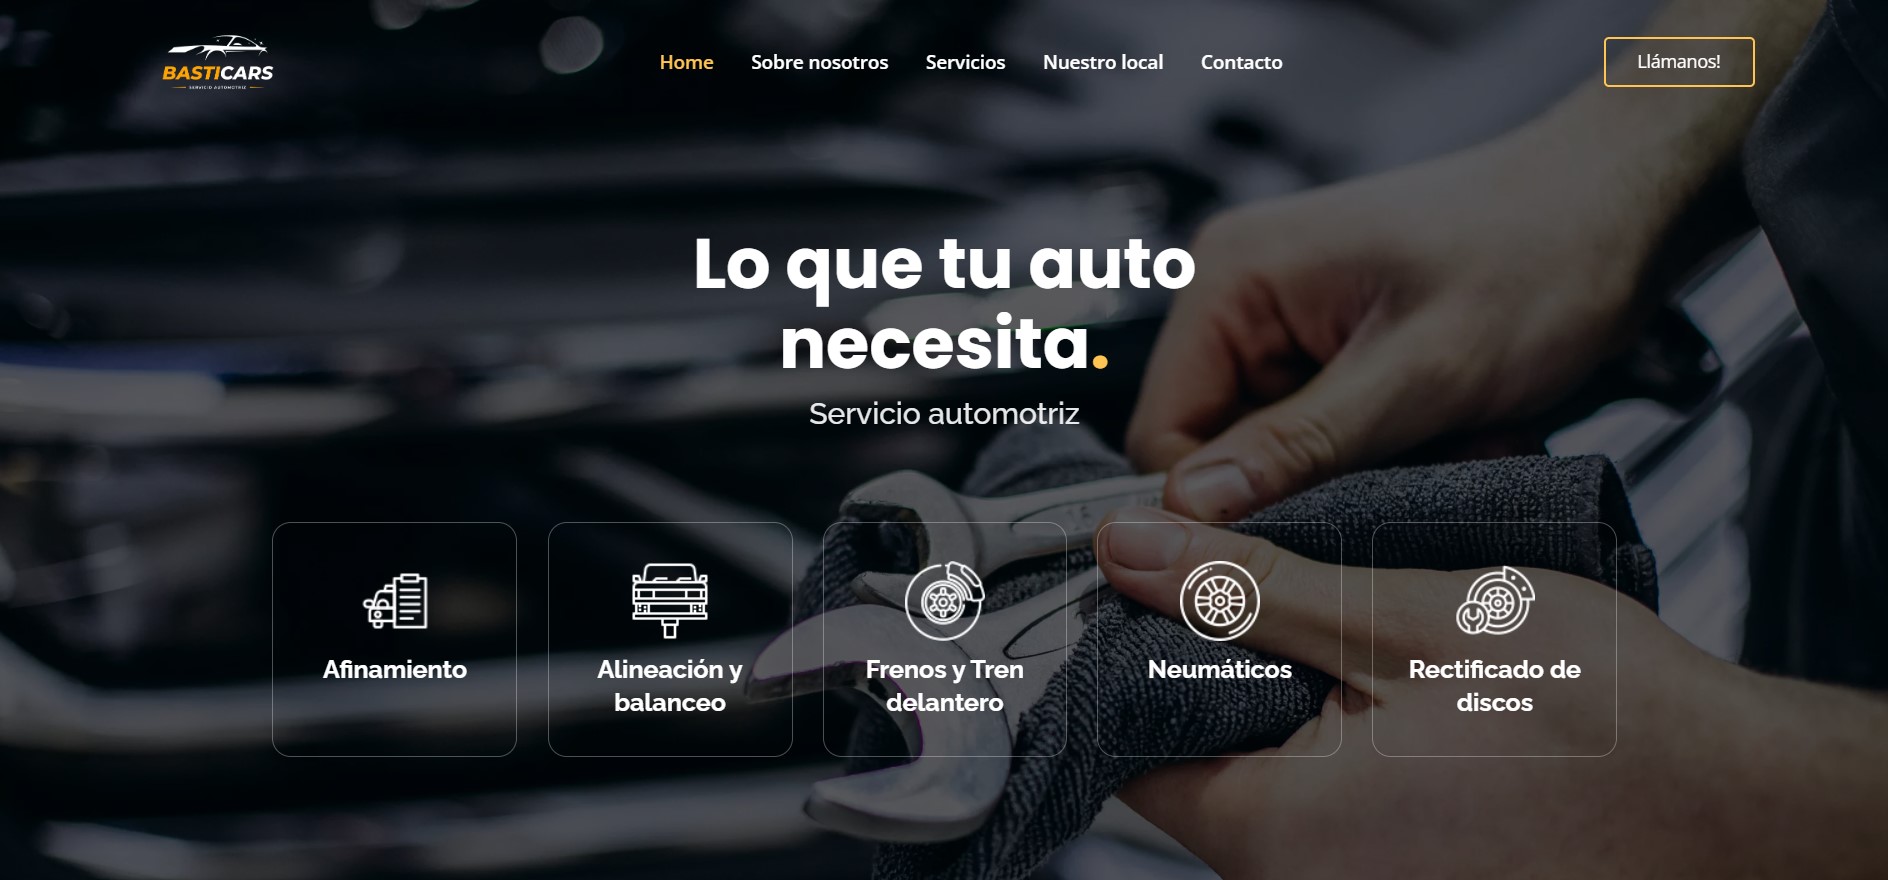 BASTICARS
SERVICIO AUTOMOTRIZ
Home
Sobre nosotros
Servicios
Nuestro local
Contacto
Llámanos!
Lo que tu auto
necesita.
Servicio automotriz
Afinamiento
Alineación y
balanceo
Frenos y Tren
delantero
Neumáticos
Rectificado de
discos